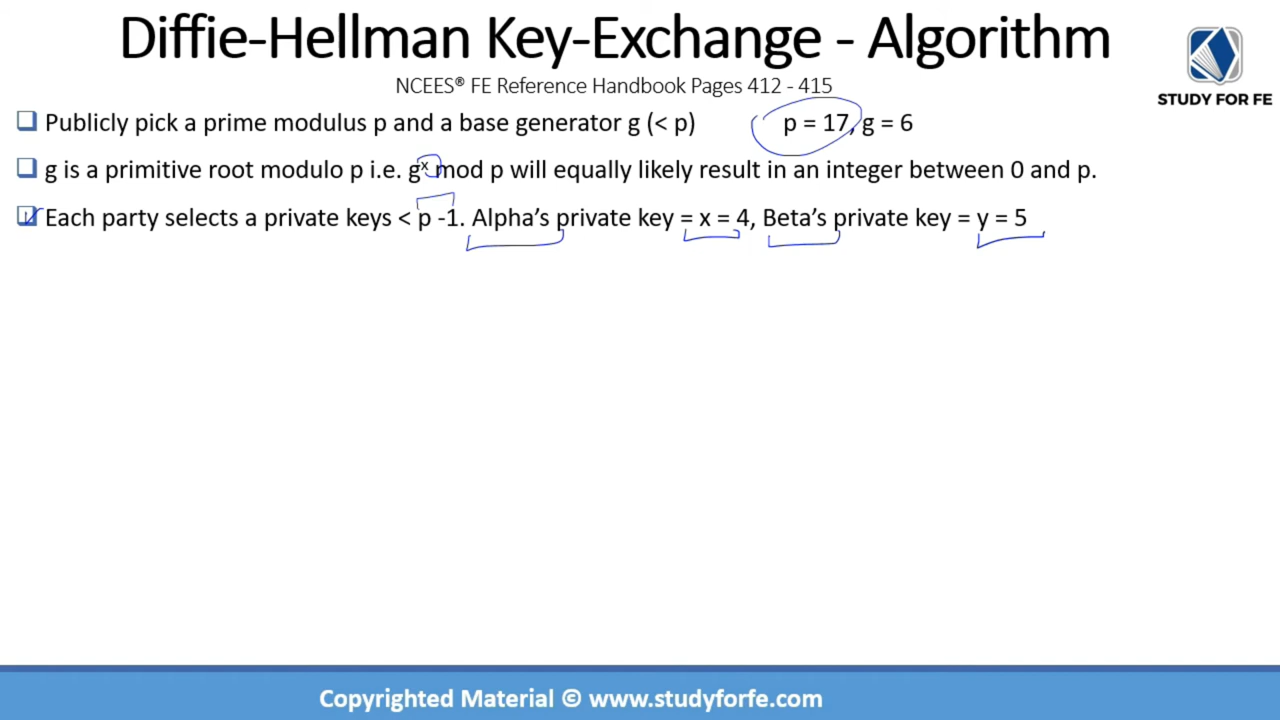 Diffie-Hellman Key-Exchange - Algorithm
NCEES® FE Reference Handbook Pages 412 - 415
STUDY FOR FE
Publicly pick a prime modulus p and a base generator g (< p) p = 17, g = 6
g is a primitive root modulo p i.e. gˣ mod p will equally likely result in an integer between 0 and p.
Each party selects a private keys < p -1. Alpha’s private key = x = 4, Beta’s private key = y = 5
Copyrighted Material © www.studyforfe.com